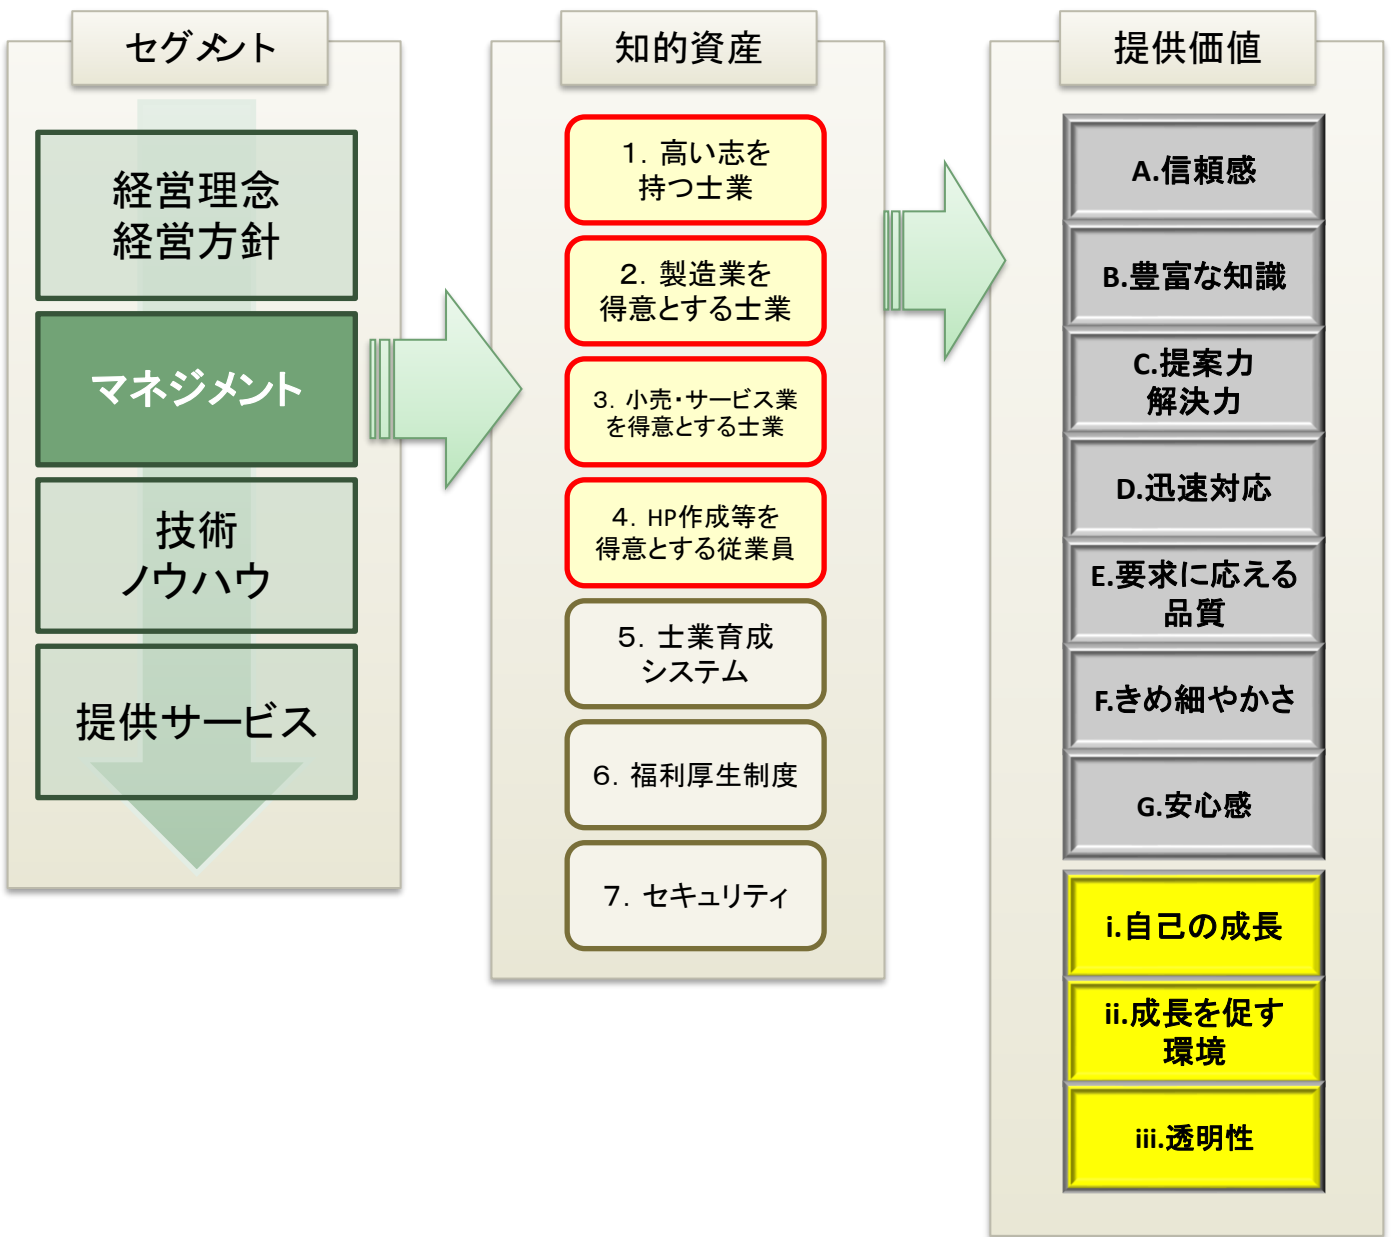 セグメント
経営理念
経営方針
マネジメント
技術
ノウハウ
提供サービス
知的資産
1. 高い志を
持つ士業
2. 製造業を
得意とする士業
3. 小売・サービス業
を得意とする士業
4. HP作成等を
得意とする従業員
5. 士業育成
システム
6. 福利厚生制度
7. セキュリティ
提供価値
A.信頼感
B.豊富な知識
C.提案力
解決力
D.迅速対応
E.要求に応える
品質
F.きめ細やかさ
G.安心感
i.自己の成長
ii.成長を促す
環境
iii.透明性